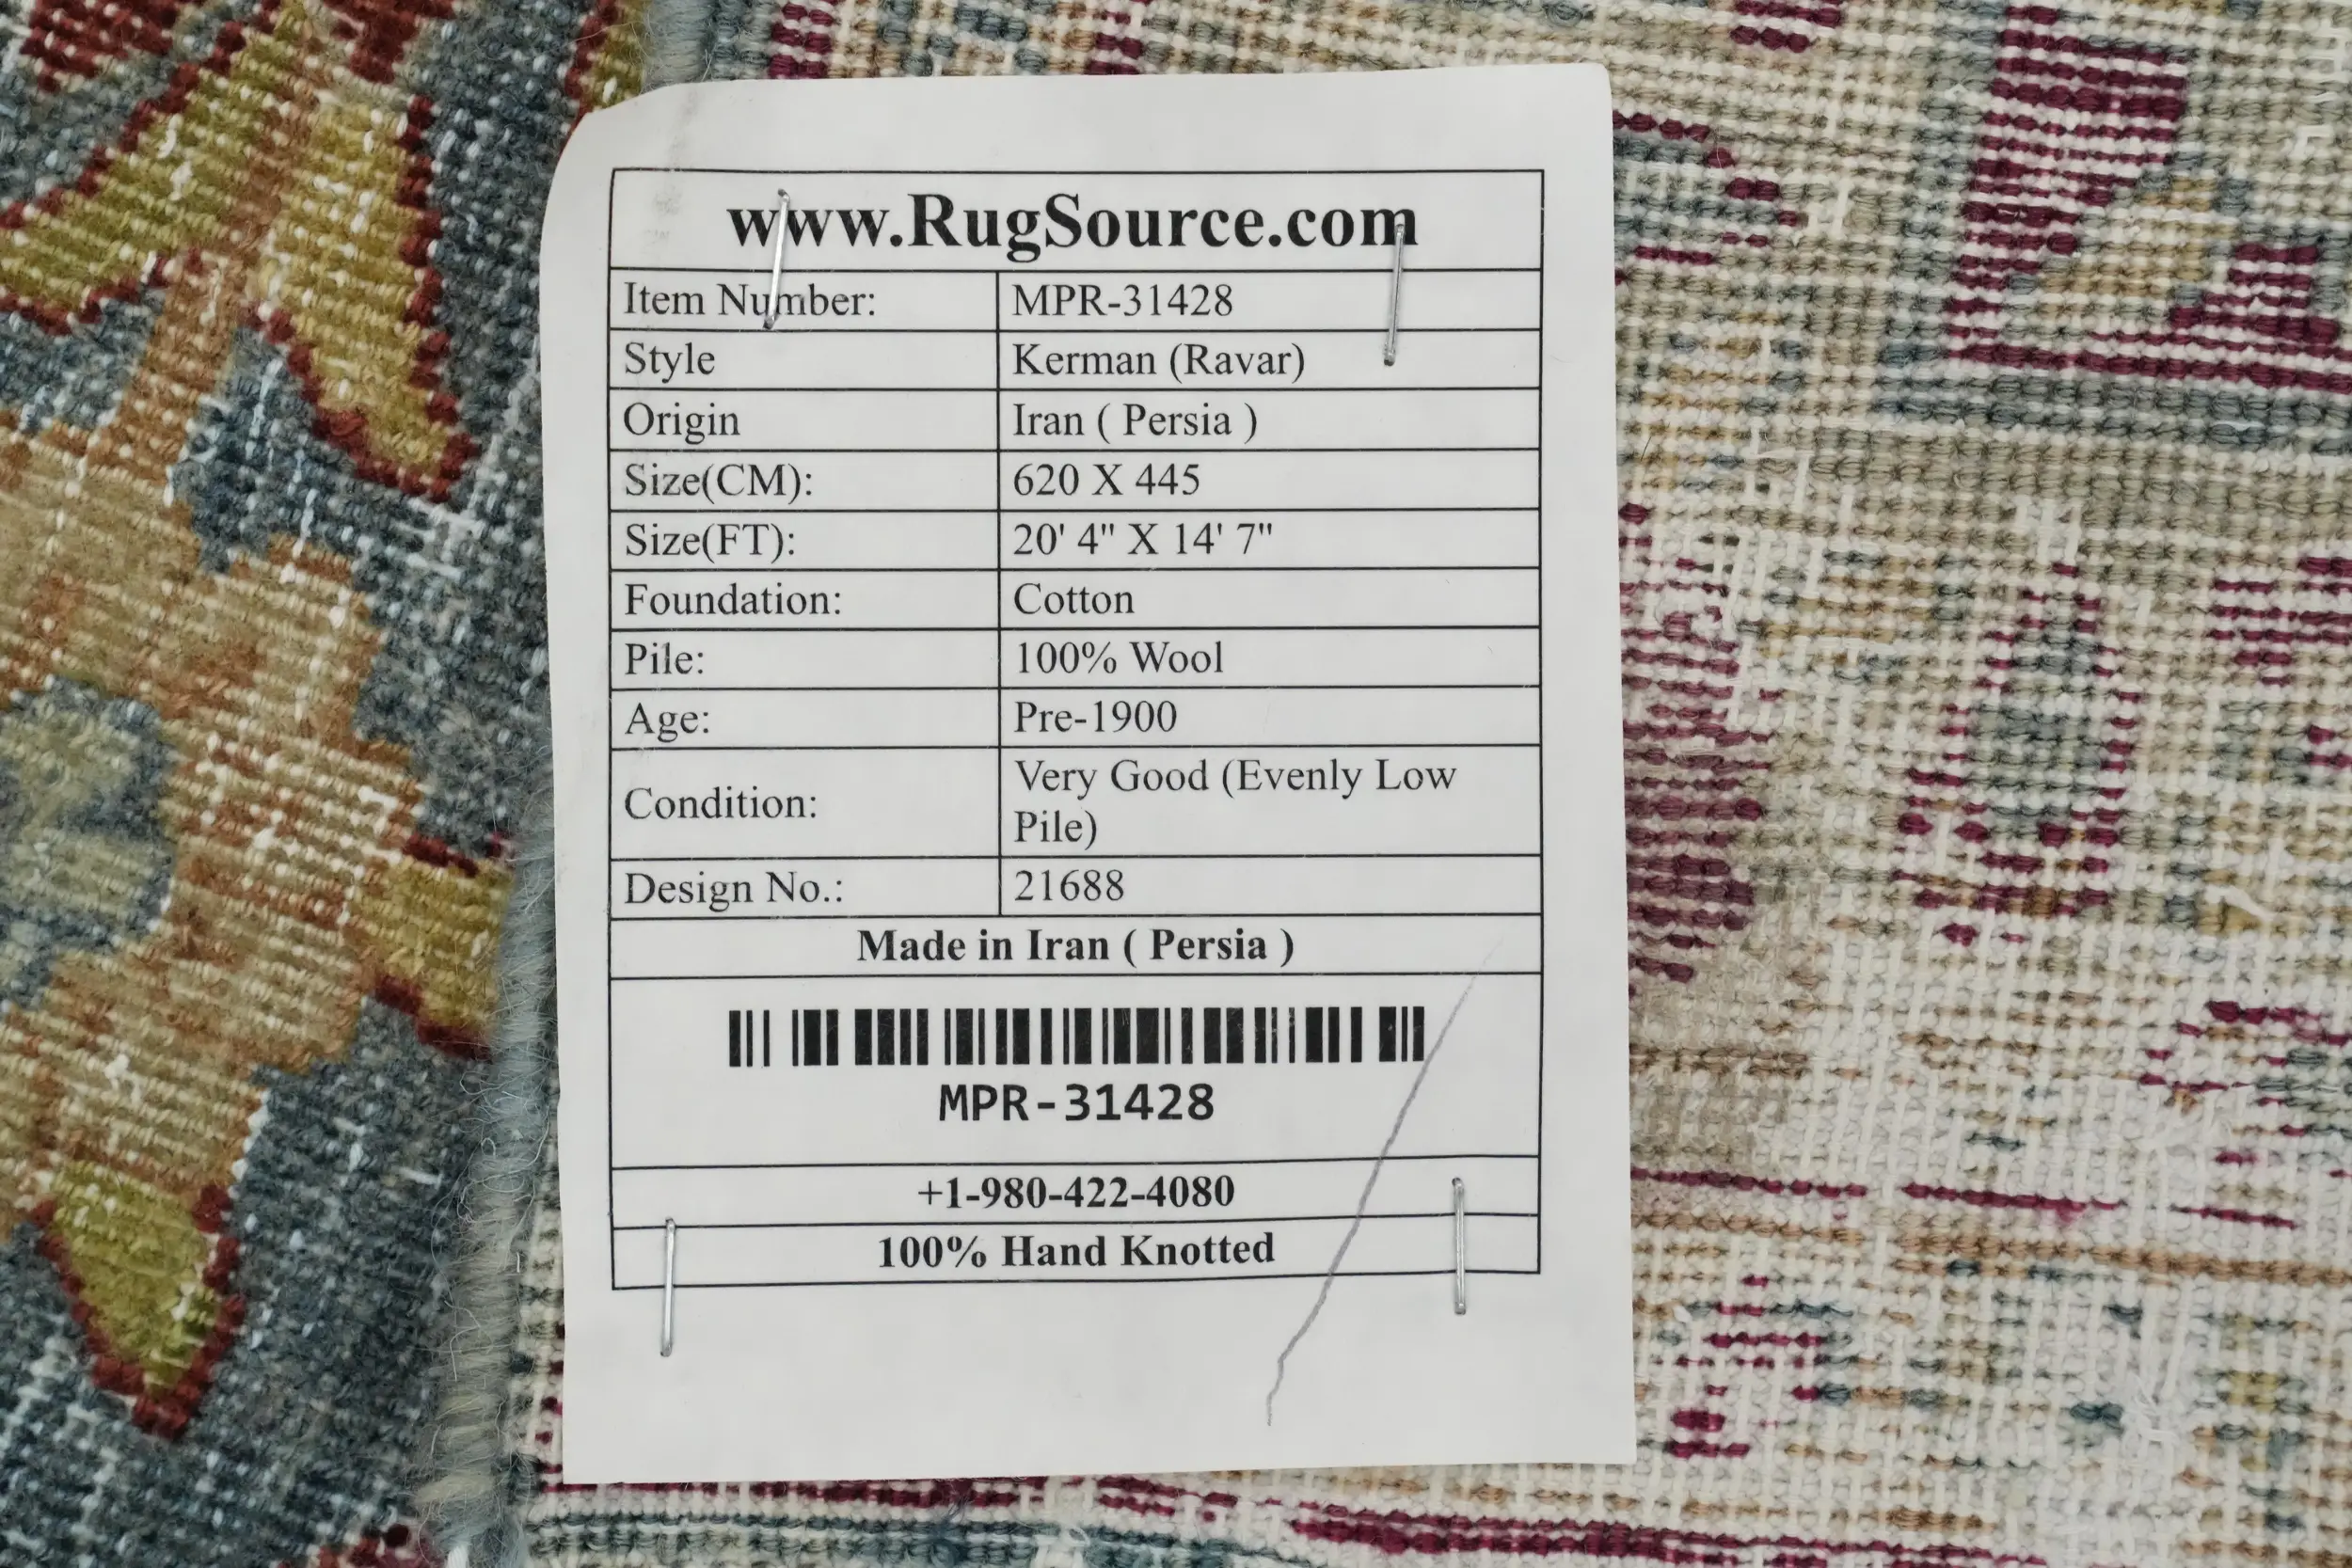 www.RugSource.com
Item Number: MPR-31428
Style Kerman (Ravar)
Origin Iran ( Persia )
Size(CM): 620 X 445
Size(FT): 20' 4" X 14' 7"
Foundation: Cotton
Pile: 100% Wool
Age: Pre-1900
Condition: Very Good (Evenly Low
Pile)
Design No.: 21688
Made in Iran ( Persia )
MPR-31428
+1-980-422-4080
100% Hand Knotted